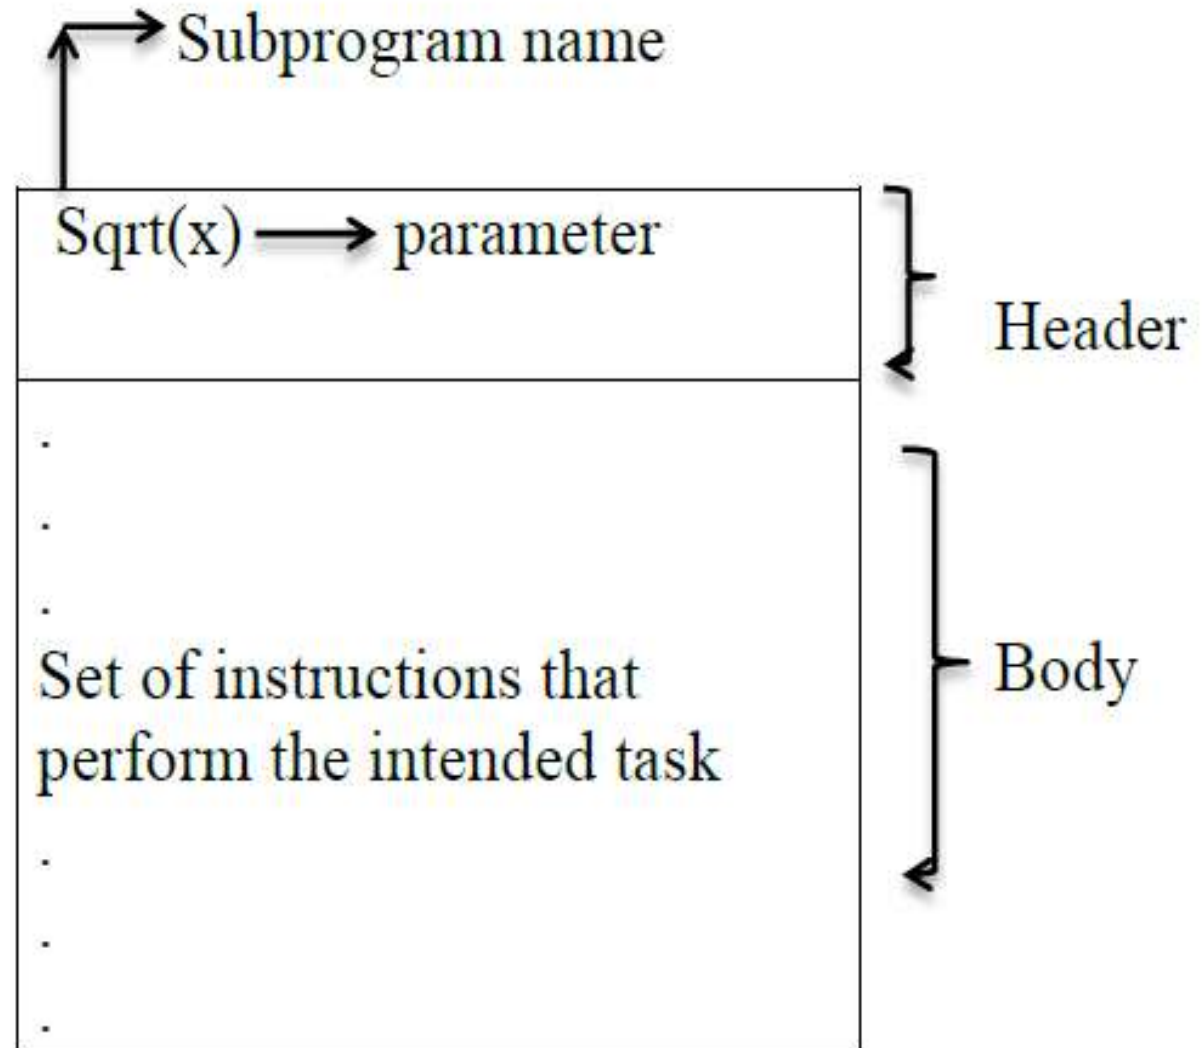 Subprogram name
Sqrt(x) parameter
Header
.
.
.
Set of instructions that
perform the intended task
Body
.
.
.